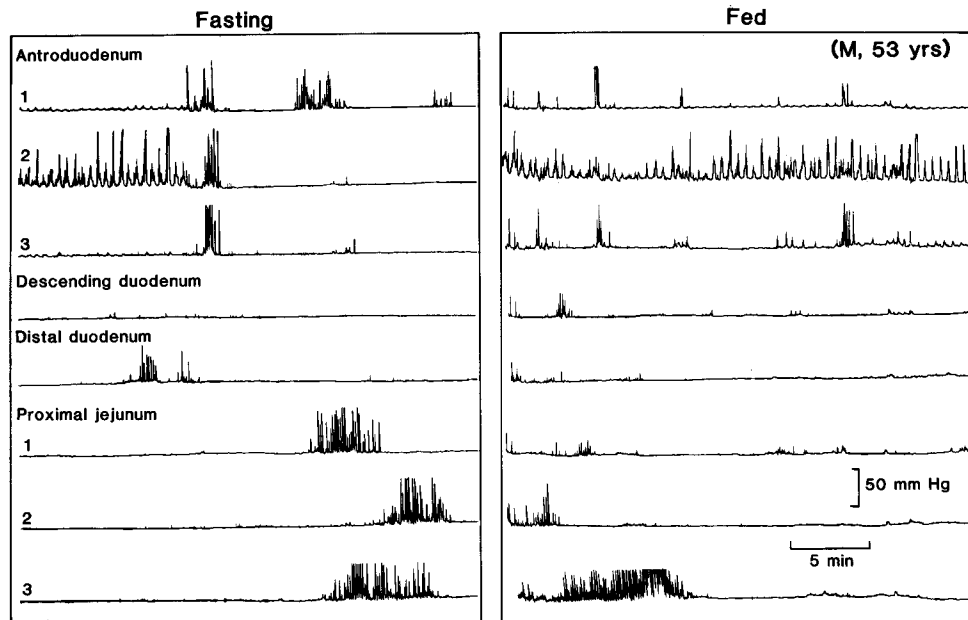 Fasting
Fed
Antroduodenum
(M, 53 yrs)
1
2
3
Descending duodenum
Distal duodenum
Proximal jejunum
1
50 mm Hg
2
5 min
3